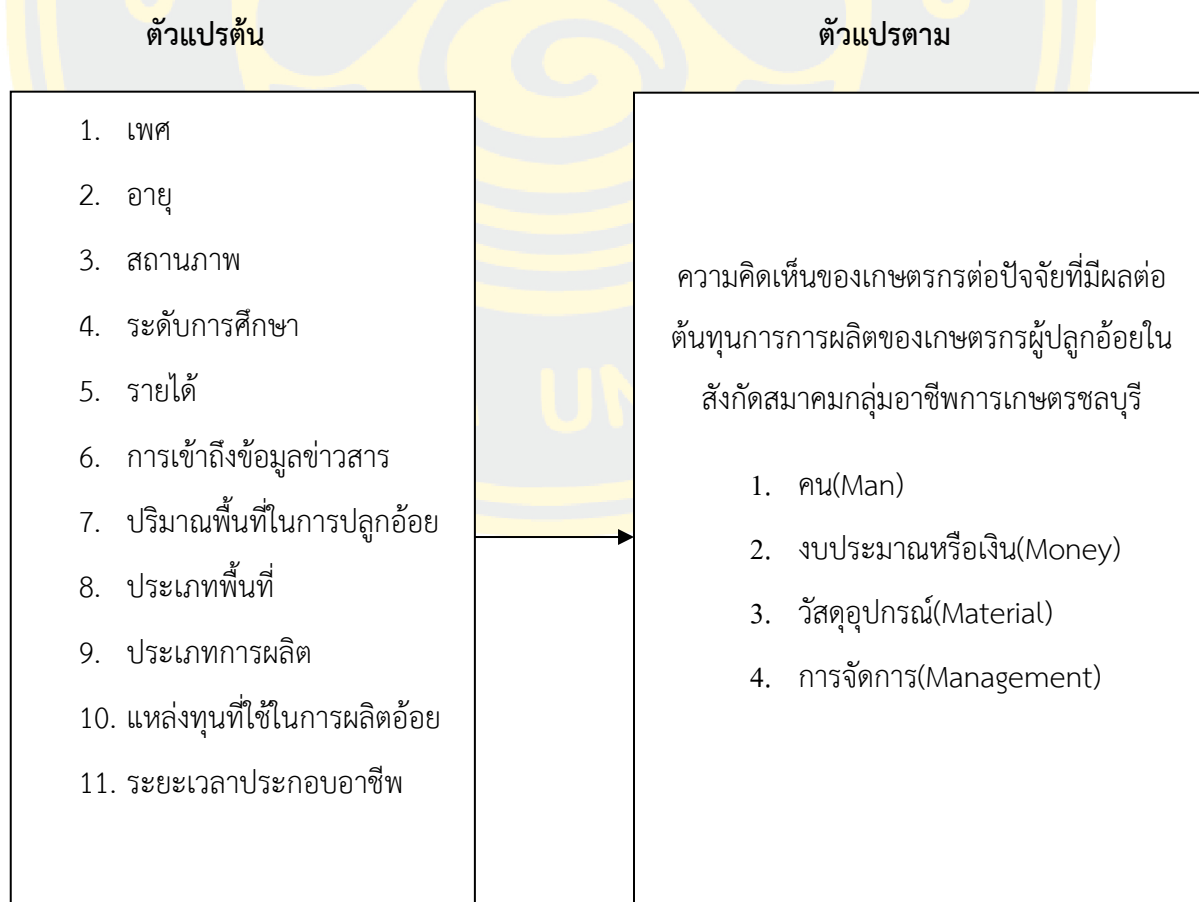 ตัวแปรต้น
ตัวแปรตาม
1. เพศ
2. อายุ
3. สถานภาพ
4. ระดับการศึกษา
5. รายได้
6. การเข้าถึงข้อมูลข่าวสาร
7. ปริมาณพื้นที่ในการปลูกอ้อย
8. ประเภทพื้นที่
9. ประเภทการผลิต
10. แหล่งทุนที่ใช้ในการผลิตอ้อย
11. ระยะเวลาประกอบอาชีพ
ความคิดเห็นของเกษตรกรต่อปัจจัยที่มีผลต่อ
ต้นทุนการการผลิตของเกษตรกรผู้ปลูกอ้อยใน
สังกัดสมาคมกลุ่มอาชีพการเกษตรชลบุรี
1. คน(Man)
2. งบประมาณหรือเงิน(Money)
3. วัสดุอุปกรณ์(Material)
4. การจัดการ(Management)